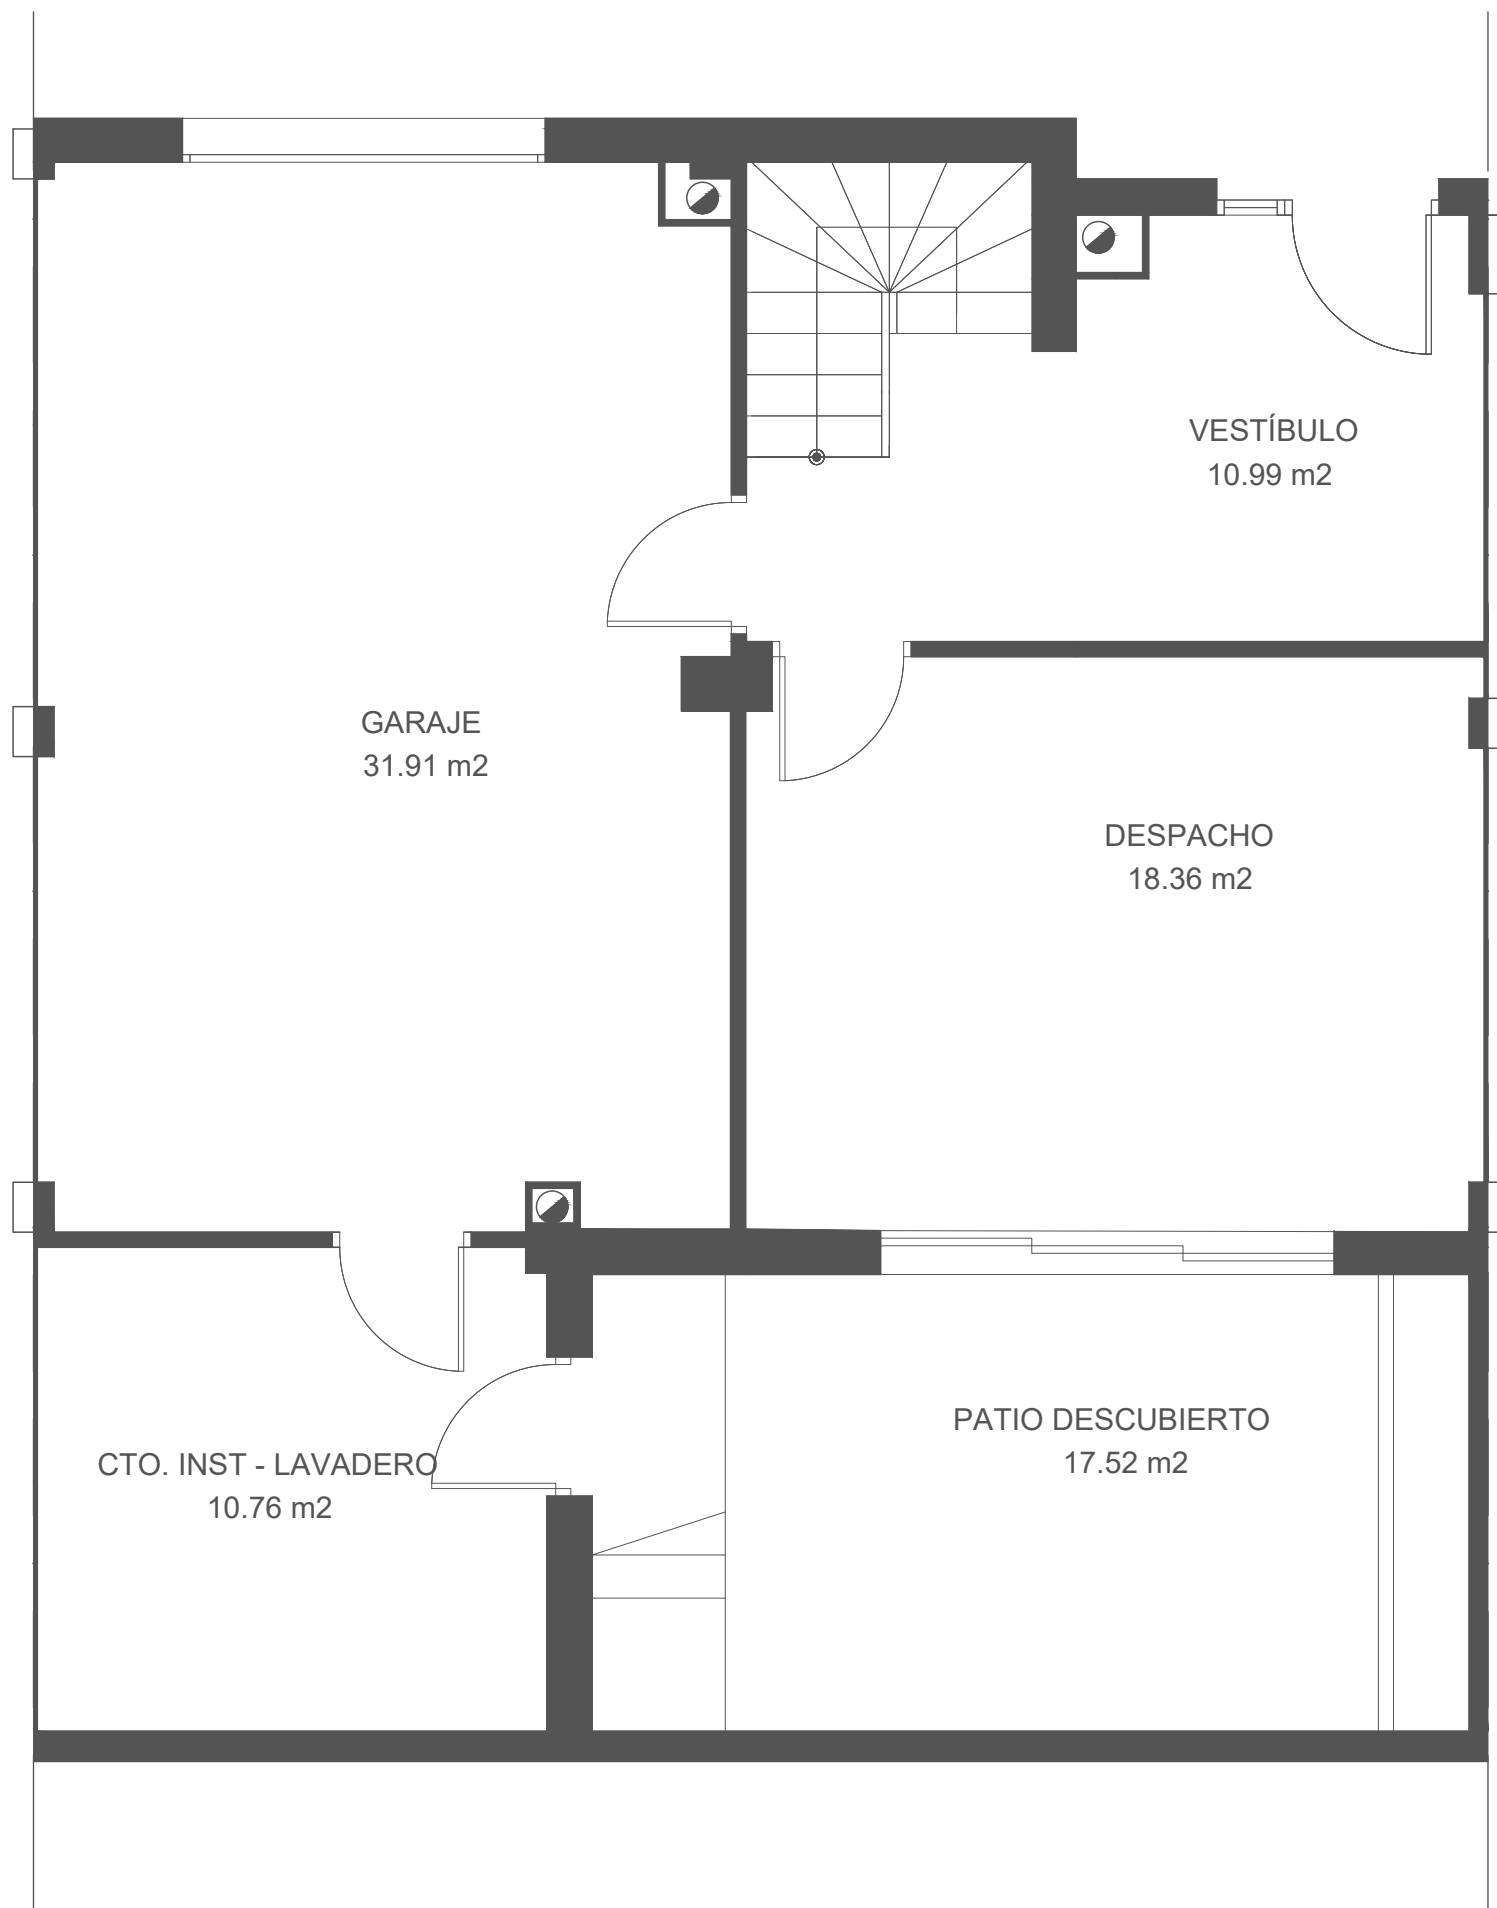 VESTÍBULO
10.99 m2
GARAJE
31.91 m2
DESPACHO
18.36 m2
PATIO DESCUBIERTO
17.52 m2
CTO. INST - LAVADERO
10.76 m2